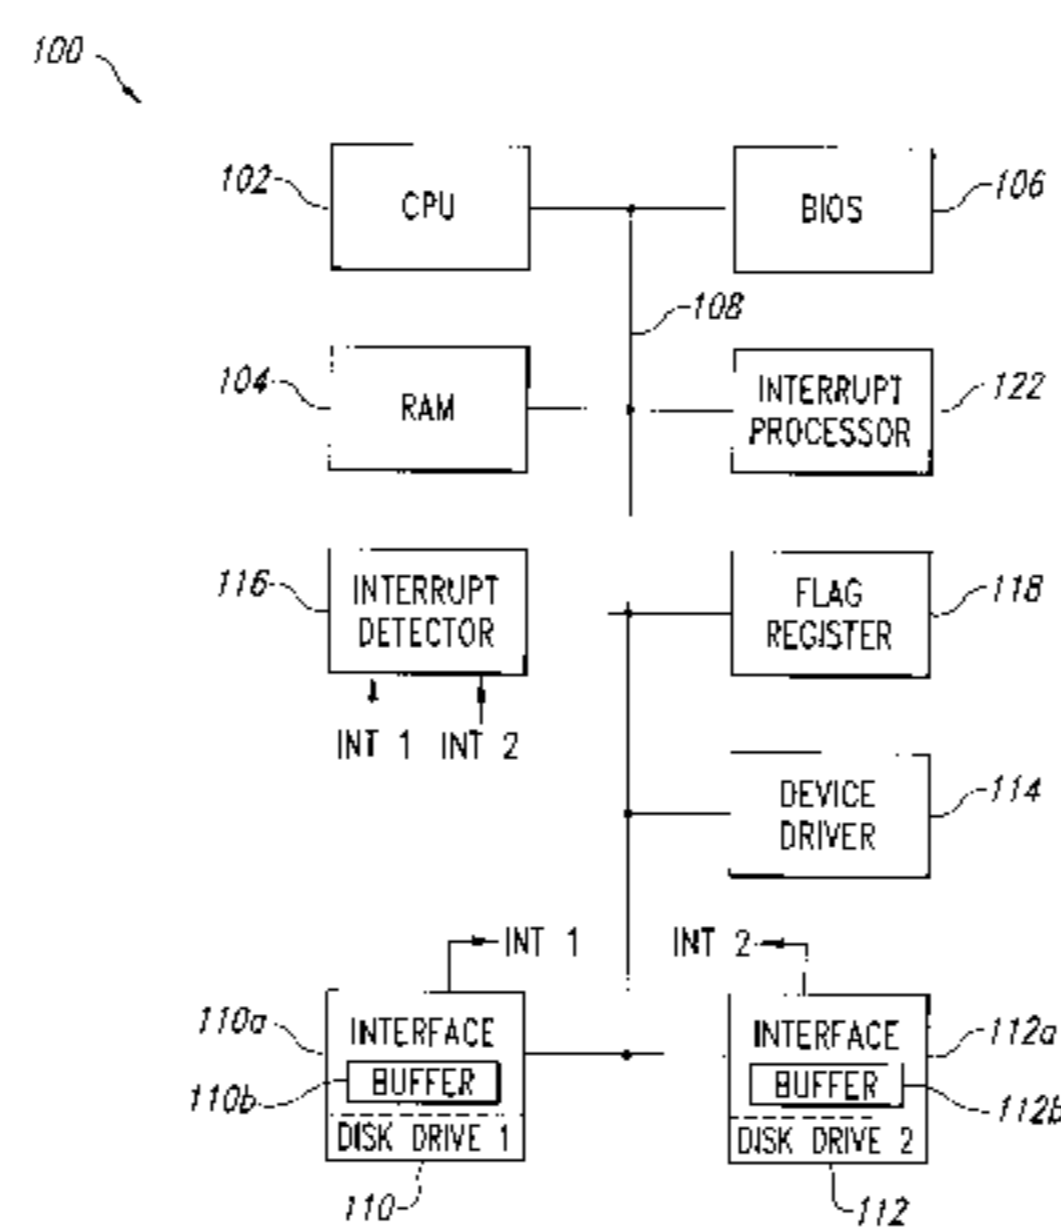 100
102
CPU
BIOS
106
108
104
RAM
INTERRUPT
PROCESSOR
122
116
INTERRUPT
DETECTOR
FLAG
REGISTER
118
INT 1 INT 2
DEVICE
DRIVER
114
INT 1
INT 2
110a
INTERFACE
INTERFACE
112a
110b
BUFFER
BUFFER
112b
DISK DRIVE 1
DISK DRIVE 2
110
112